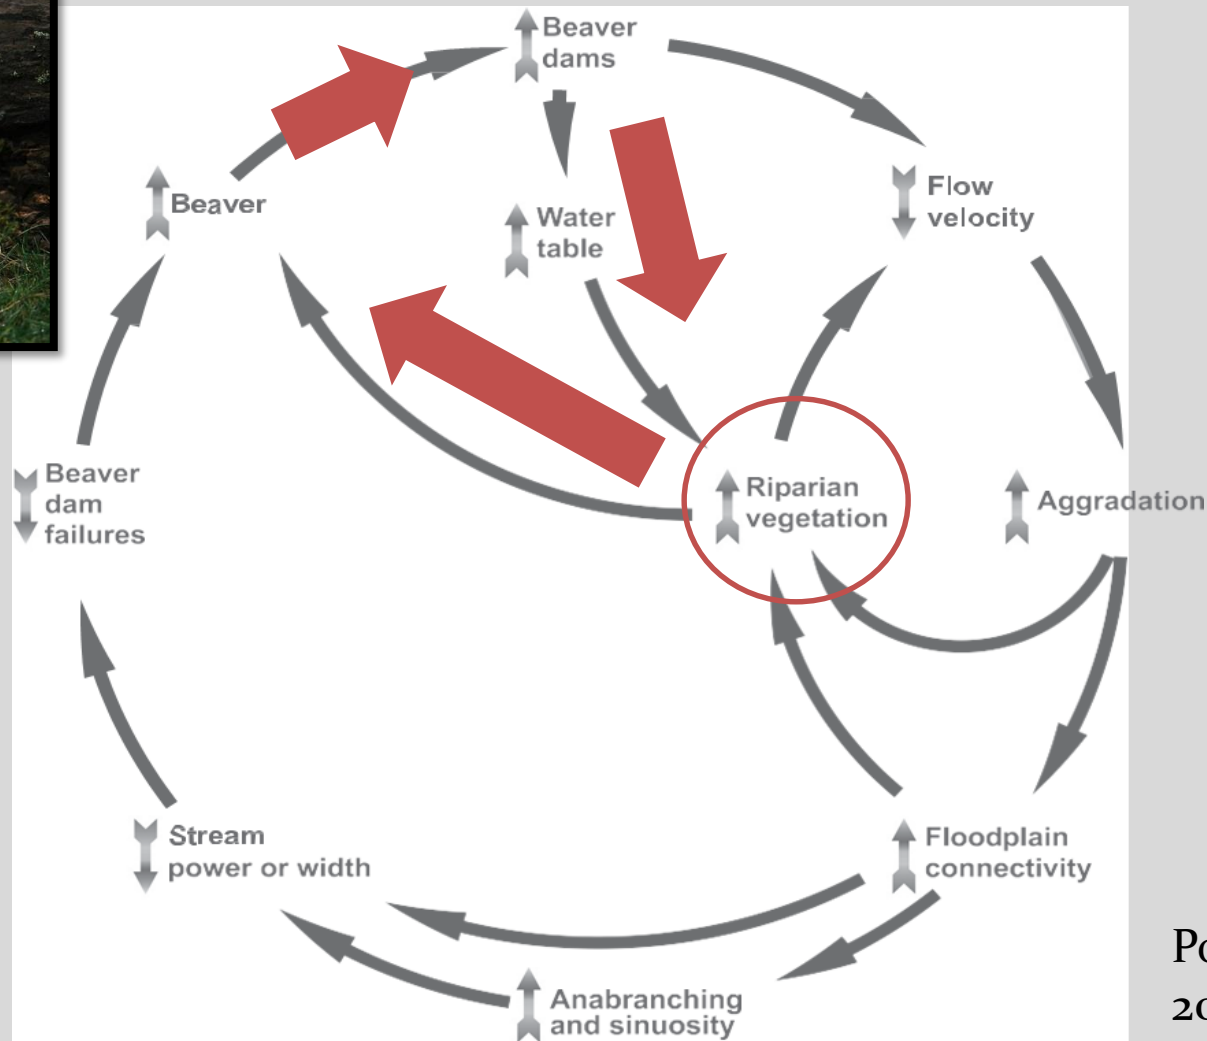 Beaver
dams
Beaver
Water
table
Flow
velocity
Beaver
dam
failures
Riparian
vegetation
Aggradation
Stream
power or width
Floodplain
connectivity
Anabranching
and sinuosity